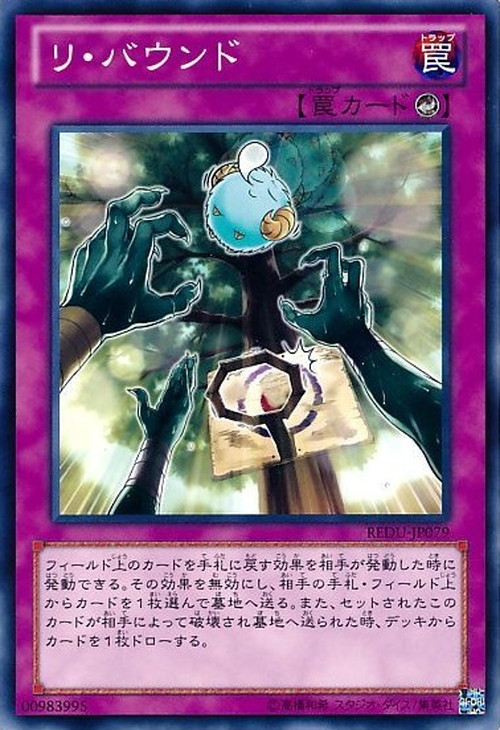 リ・バウンド
罠
トラップ
【罠カード】
トラップ
REDU-JP079
フィールド上のカードを手札に戻す効果を相手が発動した時に
発動できる。その効果を無効にし、相手の手札・フィールド上
からカードを1枚選んで墓地へ送る。また、セットされたこの
カードが相手によって破壊され墓地へ送られた時、デッキから
カードを1枚ドローする。
00983995
©高橋和希 スタジオ・ダイス/集英社